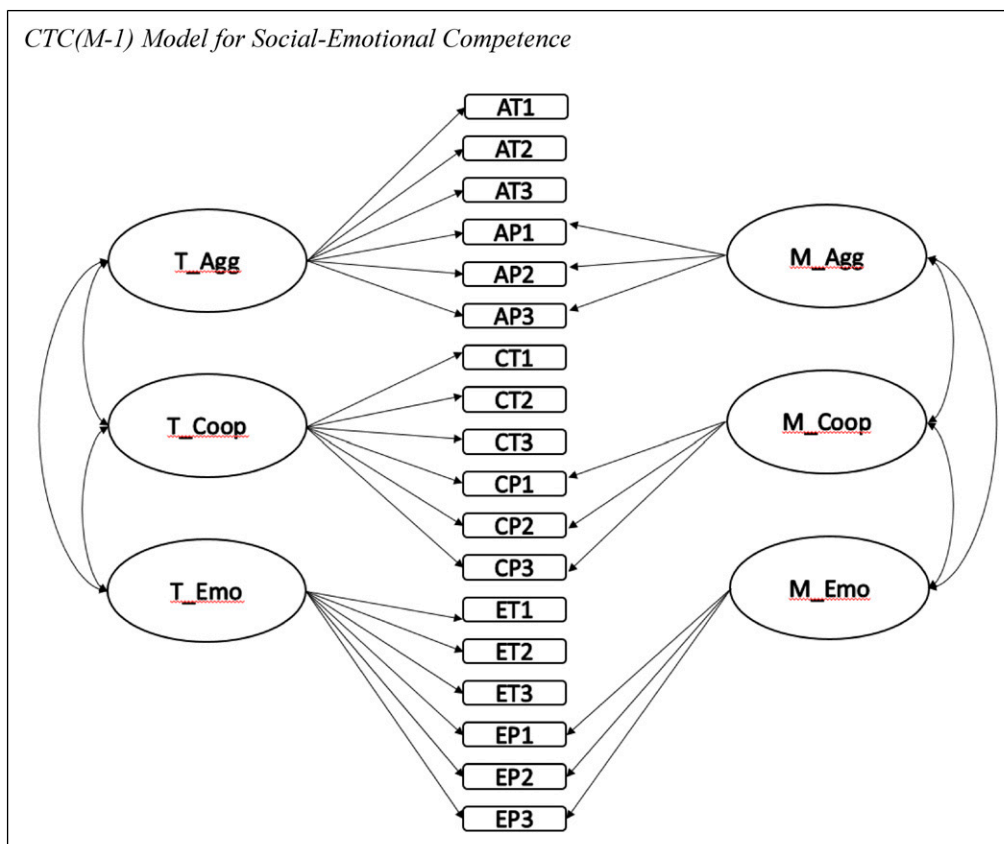 CTC(M-1) Model for Social-Emotional Competence
AT1
AT2
AT3
AP1
AP2
AP3
CT1
CT2
CT3
CP1
CP2
CP3
ET1
ET2
ET3
EP1
EP2
EP3
T_Agg
T_Coop
T_Emo
M_Agg
M_Coop
M_Emo